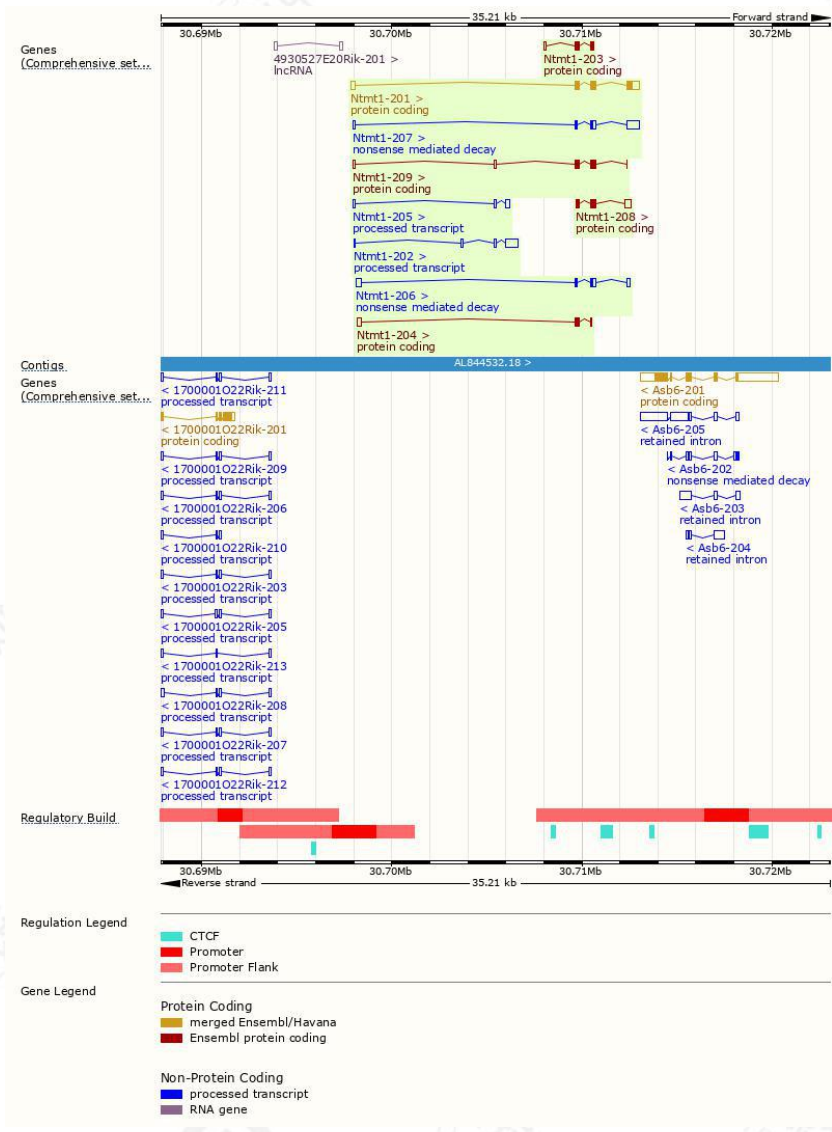 35.21 kb
Forward strand
30.69Mb 30.70Mb 30.71Mb 30.72Mb
Genes
(Comprehensive set...
4930527E20Rik-201 >
lncRNA
Ntmt1-203 >
protein coding
Ntmt1-201 >
protein coding
Ntmt1-207 >
nonsense mediated decay
Ntmt1-209 >
protein coding
Ntmt1-205 >
processed transcript
Ntmt1-208 >
protein coding
Ntmt1-202 >
processed transcript
Ntmt1-206 >
nonsense mediated decay
Ntmt1-204 >
protein coding
Contigs
AL844532.18 >
Genes
(Comprehensive set...
< 1700001O22Rik-211
processed transcript
< 1700001O22Rik-201
protein coding
< 1700001O22Rik-209
processed transcript
< 1700001O22Rik-206
processed transcript
< 1700001O22Rik-210
processed transcript
< 1700001O22Rik-203
processed transcript
< 1700001O22Rik-205
processed transcript
< 1700001O22Rik-213
processed transcript
< 1700001O22Rik-208
processed transcript
< 1700001O22Rik-207
processed transcript
< 1700001O22Rik-212
processed transcript
< Asb6-201
protein coding
< Asb6-205
retained intron
< Asb6-202
nonsense mediated decay
< Asb6-203
retained intron
< Asb6-204
retained intron
Regulatory Build
30.69Mb 30.70Mb 30.71Mb 30.72Mb
Reverse strand
35.21 kb
Regulation Legend
CTCF
Promoter
Promoter Flank
Gene Legend
Protein Coding
merged Ensembl/Havana
Ensembl protein coding
Non-Protein Coding
processed transcript
RNA gene